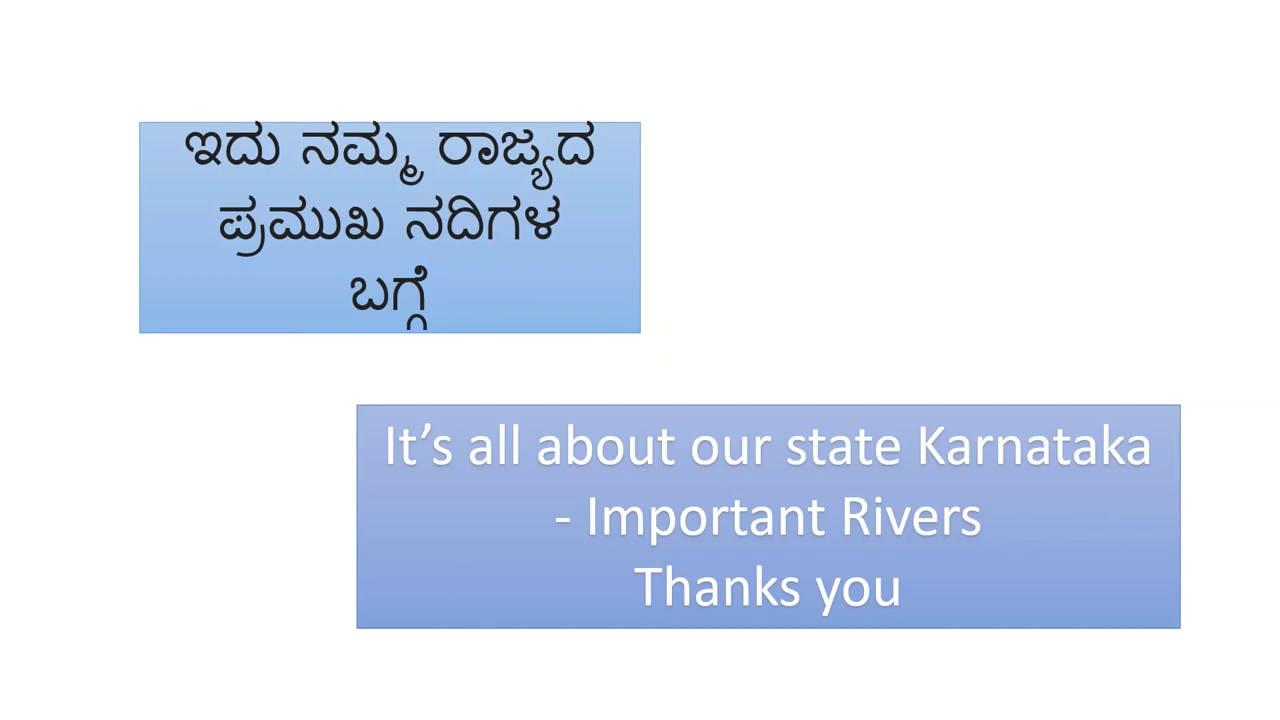 ಇದು ನಮ್ಮ ರಾಜ್ಯದ
ಪ್ರಮುಖ ನದಿಗಳ
ಬಗ್ಗೆ
It’s all about our state Karnataka
- Important Rivers
Thanks you